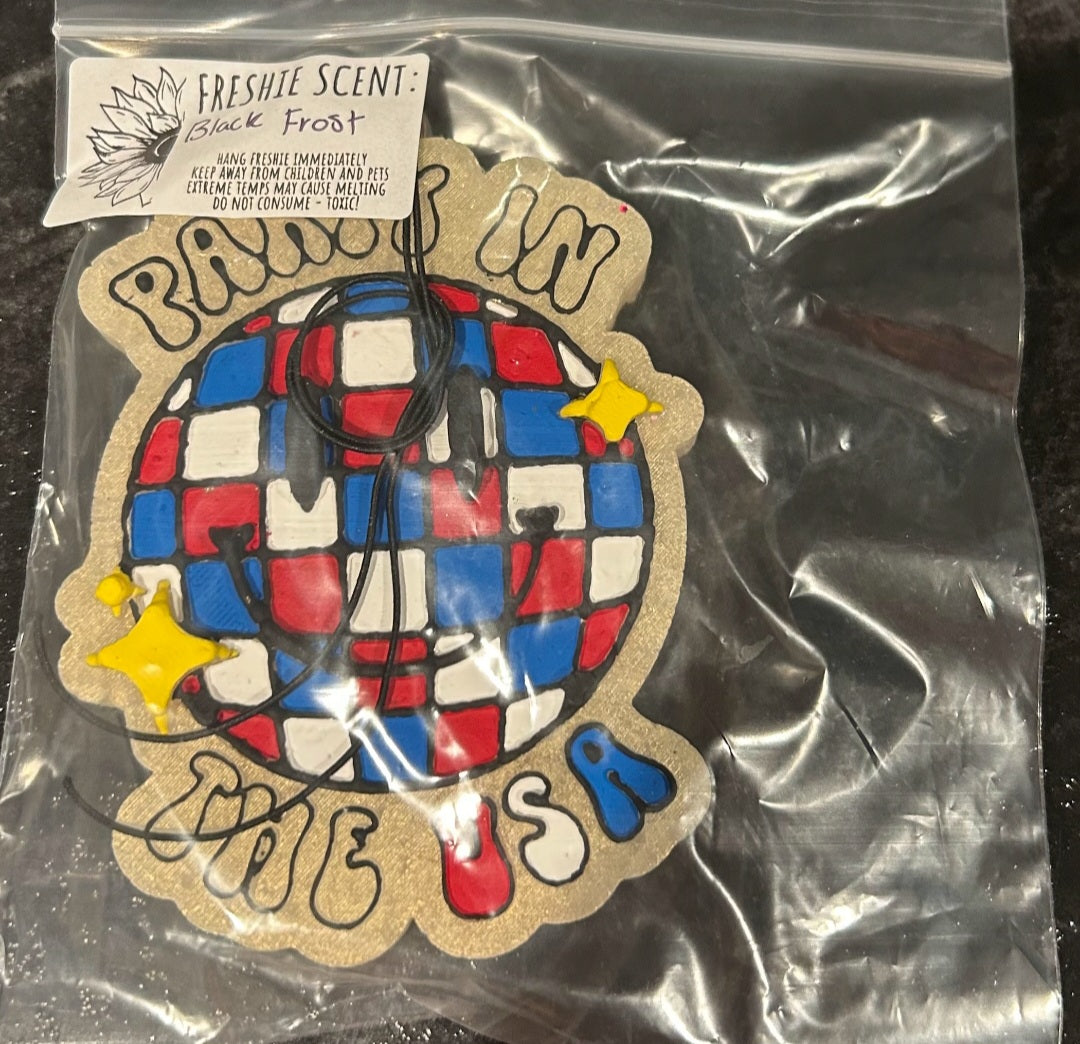 FRESHIE SCENT:
Black Frost
HANG FRESHIE IMMEDIATELY
KEEP AWAY FROM CHILDREN AND PETS
EXTREME TEMPS MAY CAUSE MELTING
DO NOT CONSUME - TOXIC!
PARTY IN
THE USA